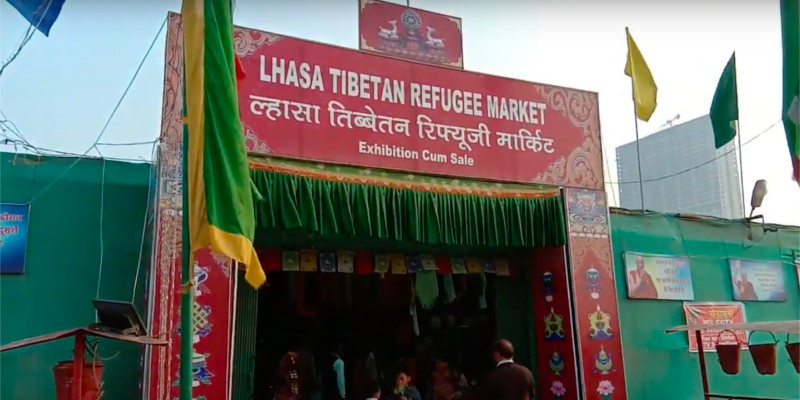 LHASA TIBETAN REFUGEE MARKET
ल्हासा तिब्बेतन रिफ्यूजी मार्किट
Exhibition Cum Sale